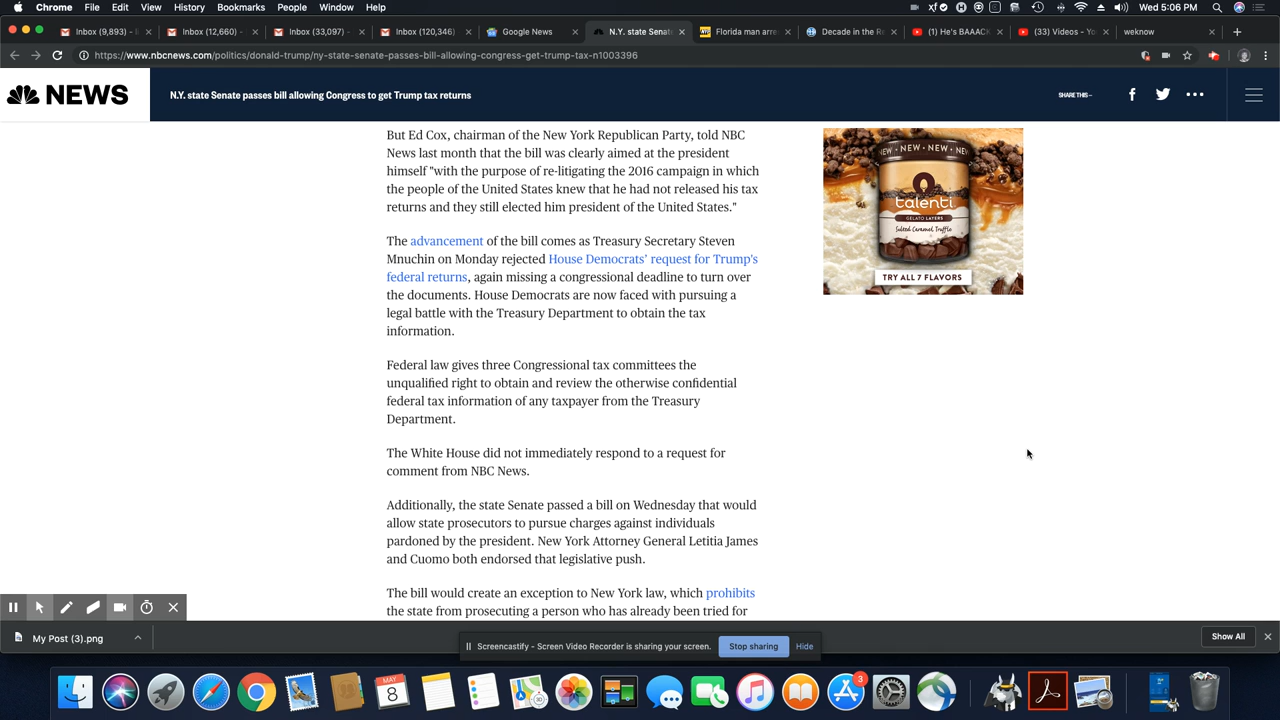 Chrome File Edit View History Bookmarks People Window Help
Wed 5:06 PM
Inbox (9,893) -
Inbox (12,660) -
Inbox (33,097) -
Inbox (120,346)
Google News
N.Y. state Senate
Florida man arre
Decade in the R
(1) He's BAAACK
(33) Videos - Yo
weknow
https://www.nbcnews.com/politics/donald-trump/ny-state-senate-passes-bill-allowing-congress-get-trump-tax-n1003396
NEWS
N.Y. state Senate passes bill allowing Congress to get Trump tax returns
SHARE THIS —
But Ed Cox, chairman of the New York Republican Party, told NBC
News last month that the bill was clearly aimed at the president
himself "with the purpose of re-litigating the 2016 campaign in which
the people of the United States knew that he had not released his tax
returns and they still elected him president of the United States."
NEW • NEW • NEW
talenti
GELATO LAYERS
Salted Caramel Truffle
TRY ALL 7 FLAVORS
The advancement of the bill comes as Treasury Secretary Steven
Mnuchin on Monday rejected House Democrats' request for Trump's
federal returns, again missing a congressional deadline to turn over
the documents. House Democrats are now faced with pursuing a
legal battle with the Treasury Department to obtain the tax
information.
Federal law gives three Congressional tax committees the
unqualified right to obtain and review the otherwise confidential
federal tax information of any taxpayer from the Treasury
Department.
The White House did not immediately respond to a request for
comment from NBC News.
Additionally, the state Senate passed a bill on Wednesday that would
allow state prosecutors to pursue charges against individuals
pardoned by the president. New York Attorney General Letitia James
and Cuomo both endorsed that legislative push.
The bill would create an exception to New York law, which prohibits
the state from prosecuting a person who has already been tried for
My Post (3).png
Show All
Screencastify - Screen Video Recorder is sharing your screen.
Stop sharing
Hide
MAY
8
3